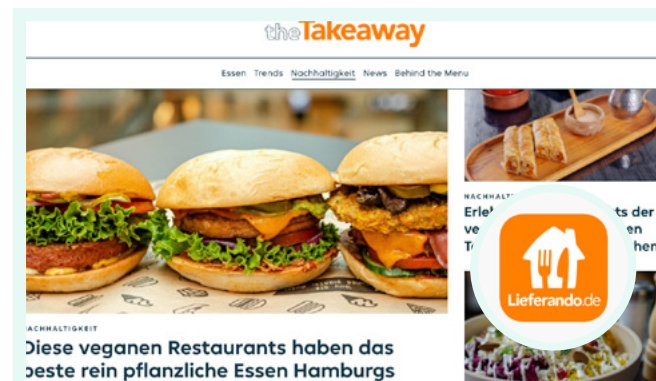 theTakeaway
Essen Trends Nachhaltigkeit News Behind the Menu
NACHHALTIGKEIT
Diese veganen Restaurants haben das
beste rein pflanzliche Essen Hamburgs
der
Lieferando.de